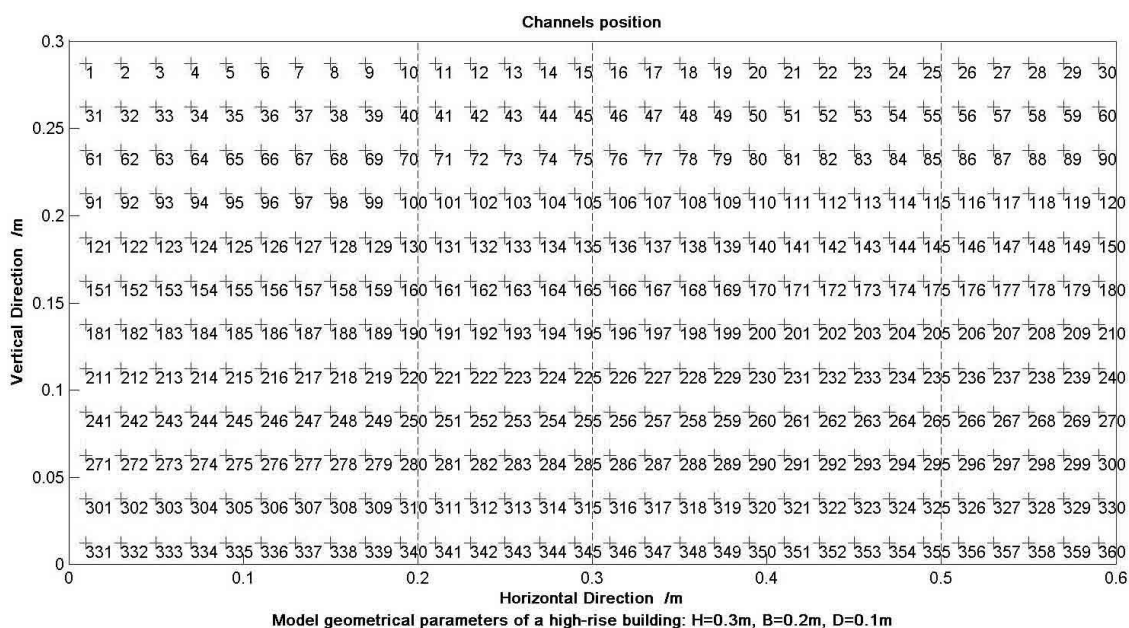 Channels position
0.3
1 2 3 4 5 6 7 8 9 10 11 12 13 14 15 16 17 18 19 20 21 22 23 24 25 26 27 28 29 30
31 32 33 34 35 36 37 38 39 40 41 42 43 44 45 46 47 48 49 50 51 52 53 54 55 56 57 58 59 60
0.25
61 62 63 64 65 66 67 68 69 70 71 72 73 74 75 76 77 78 79 80 81 82 83 84 85 86 87 88 89 90
91 92 93 94 95 96 97 98 99 100 101 102 103 104 105 106 107 108 109 110 111 112 113 114 115 116 117 118 119 120
0.2
121 122 123 124 125 126 127 128 129 130 131 132 133 134 135 136 137 138 139 140 141 142 143 144 145 146 147 148 149 150
151 152 153 154 155 156 157 158 159 160 161 162 163 164 165 166 167 168 169 170 171 172 173 174 175 176 177 178 179 180
0.15
181 182 183 184 185 186 187 188 189 190 191 192 193 194 195 196 197 198 199 200 201 202 203 204 205 206 207 208 209 210
211 212 213 214 215 216 217 218 219 220 221 222 223 224 225 226 227 228 229 230 231 232 233 234 235 236 237 238 239 240
0.1
241 242 243 244 245 246 247 248 249 250 251 252 253 254 255 256 257 258 259 260 261 262 263 264 265 266 267 268 269 270
271 272 273 274 275 276 277 278 279 280 281 282 283 284 285 286 287 288 289 290 291 292 293 294 295 296 297 298 299 300
0.05
301 302 303 304 305 306 307 308 309 310 311 312 313 314 315 316 317 318 319 320 321 322 323 324 325 326 327 328 329 330
331 332 333 334 335 336 337 338 339 340 341 342 343 344 345 346 347 348 349 350 351 352 353 354 355 356 357 358 359 360
0
Vertical Direction /m
0 0.1 0.2 0.3 0.4 0.5 0.6
Horizontal Direction /m
Model geometrical parameters of a high-rise building: H=0.3m, B=0.2m, D=0.1m